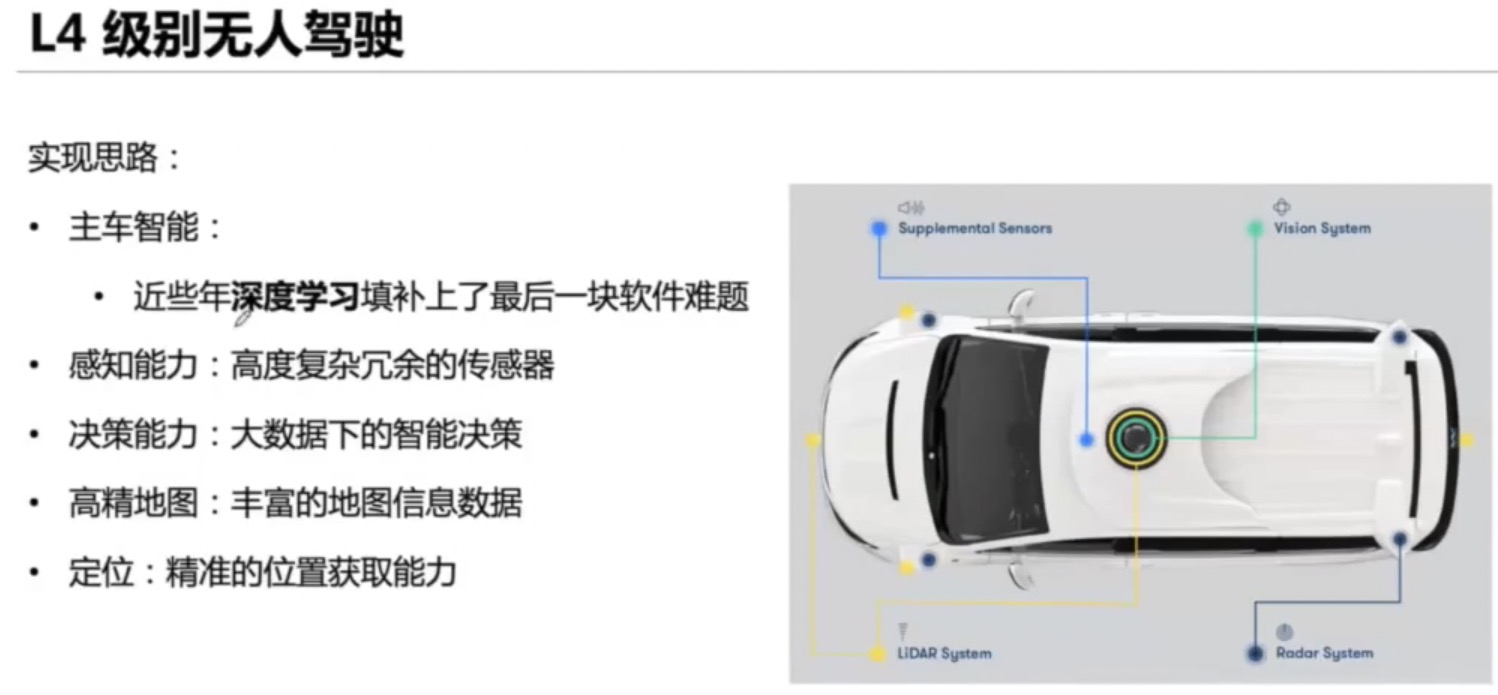 L4 级别无人驾驶
实现思路：
• 主车智能：
• 近些年深度学习填补上了最后一块软件难题
• 感知能力：高度复杂冗余的传感器
• 决策能力：大数据下的智能决策
• 高精地图：丰富的地图信息数据
• 定位：精准的位置获取能力
Supplemental Sensors
Vision System
LiDAR System
Radar System